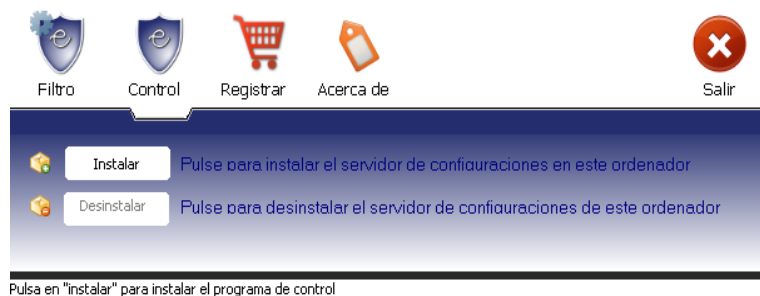 Filtro Control Registrar Acerca de Salir
Instalar Pulse para instalar el servidor de configuraciones en este ordenador
Desinstalar Pulse para desinstalar el servidor de configuraciones de este ordenador
Pulsa en "instalar" para instalar el programa de control